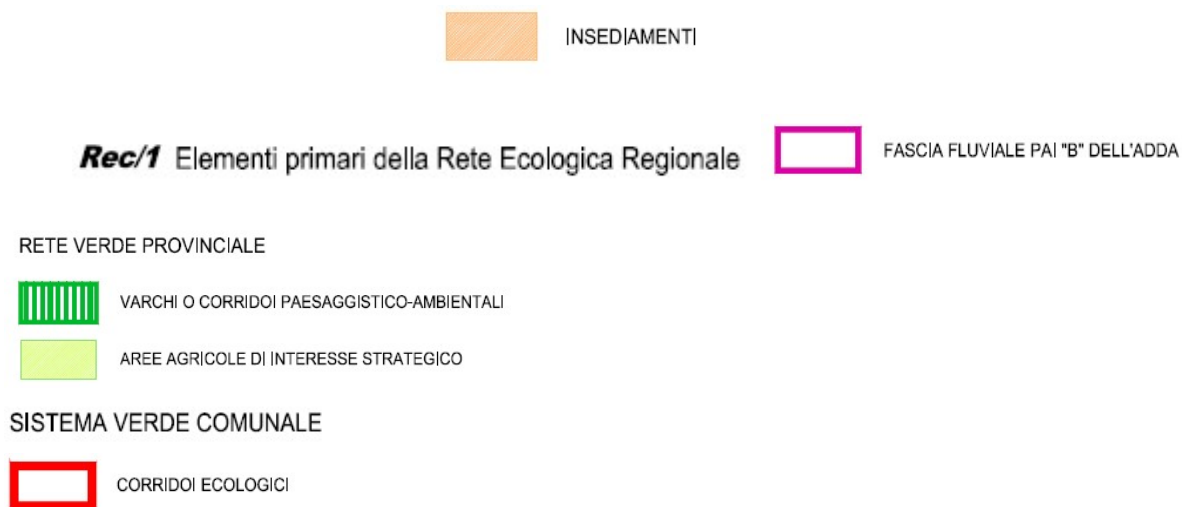 INSEDIAMENTI
Rec/1 Elementi primari della Rete Ecologica Regionale
FASCIA FLUVIALE PAI "B" DELL'ADDA
RETE VERDE PROVINCIALE
VARCHI O CORRIDOI PAESAGGISTICO-AMBIENTALI
AREE AGRICOLE DI INTERESSE STRATEGICO
SISTEMA VERDE COMUNALE
CORRIDOI ECOLOGICI